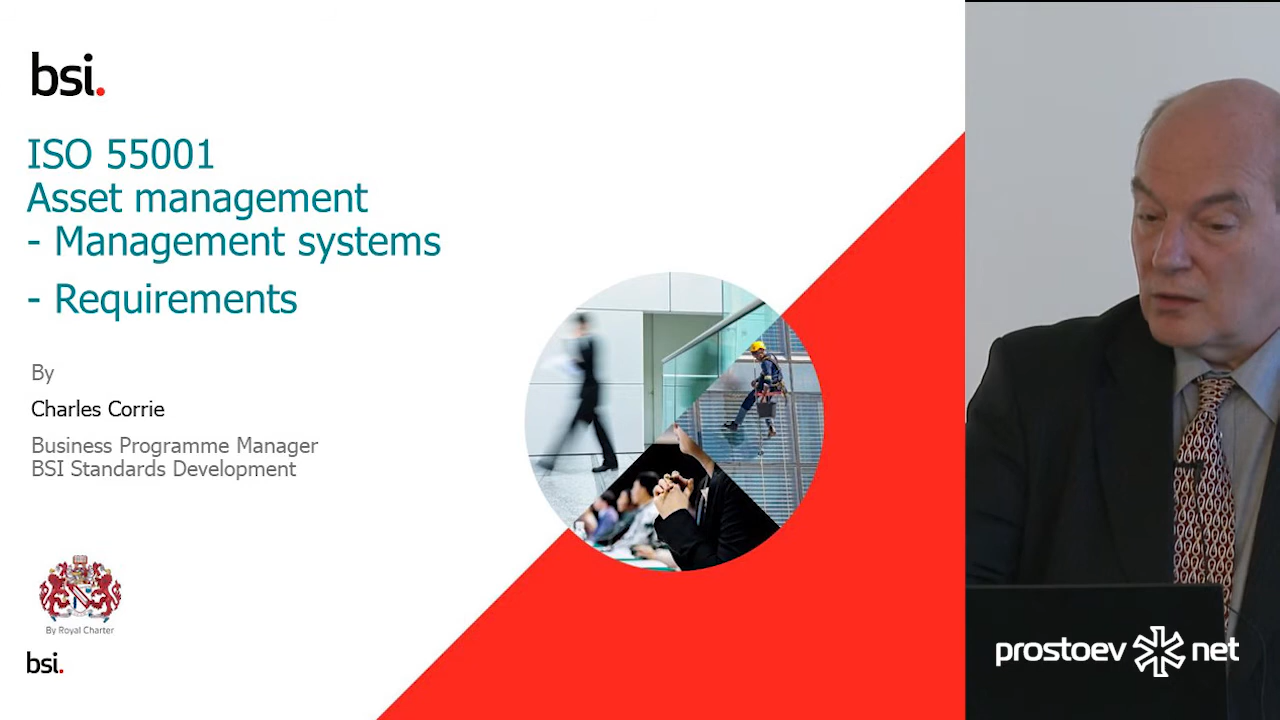 bsi.
ISO 55001
Asset management
- Management systems
- Requirements
By
Charles Corrie
Business Programme Manager
BSI Standards Development
By Royal Charter
bsi.
prostoev net